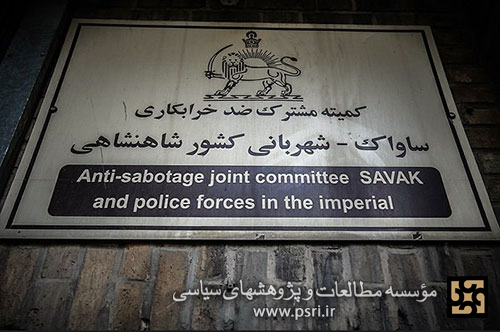 کمیته مشترک ضد خرابکاری
ساواک - شهربانی کشور شاهنشاهی
Anti-sabotage joint committee SAVAK
and police forces in the imperial
مؤسسه مطالعات و پژوهشهای سیاسی
www.psri.ir